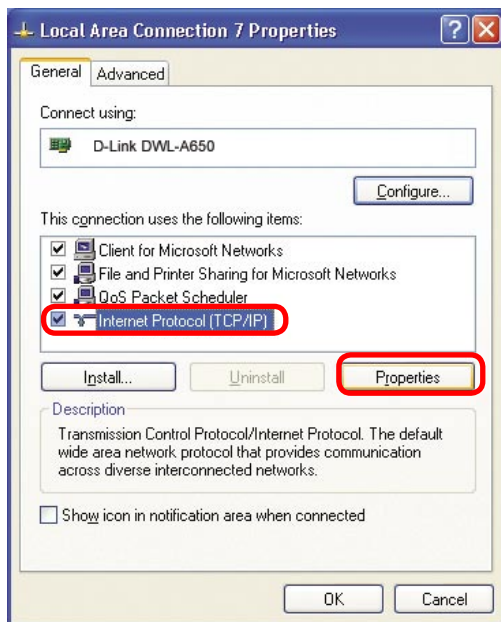 Local Area Connection 7 Properties
General Advanced
Connect using:
D-Link DWL-A650
Configure...
This connection uses the following items:
Client for Microsoft Networks
File and Printer Sharing for Microsoft Networks
QoS Packet Scheduler
Internet Protocol (TCP/IP)
Install... Uninstall Properties
Description
Transmission Control Protocol/Internet Protocol. The default
wide area network protocol that provides communication
across diverse interconnected networks.
Show icon in notification area when connected
OK Cancel